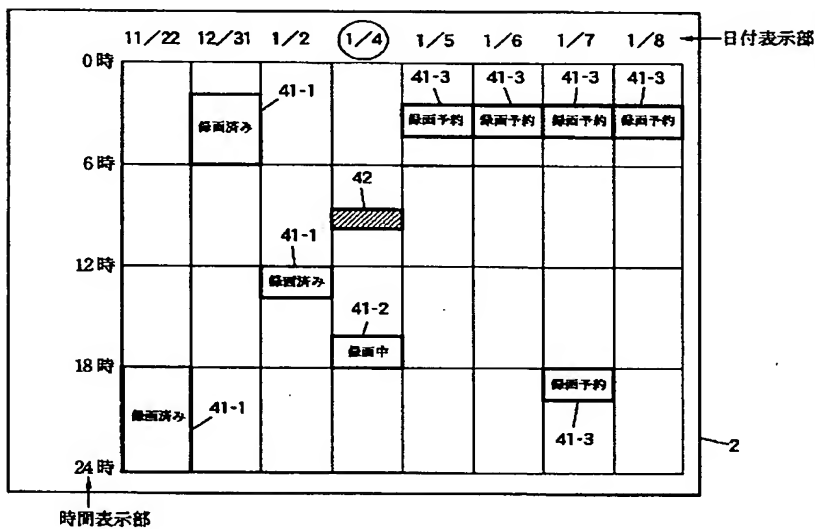 11/22 12/31 1/2 1/4 1/5 1/6 1/7 1/8 日付表示部
0時
41-3 41-3 41-3 41-3
41-1
録画済み
録画予約 録画予約 録画予約 録画予約
6時
42
41-1
12時
録画済み
41-2
録画中
18時
録画予約
録画済み 41-1
41-3
2
24時
時間表示部